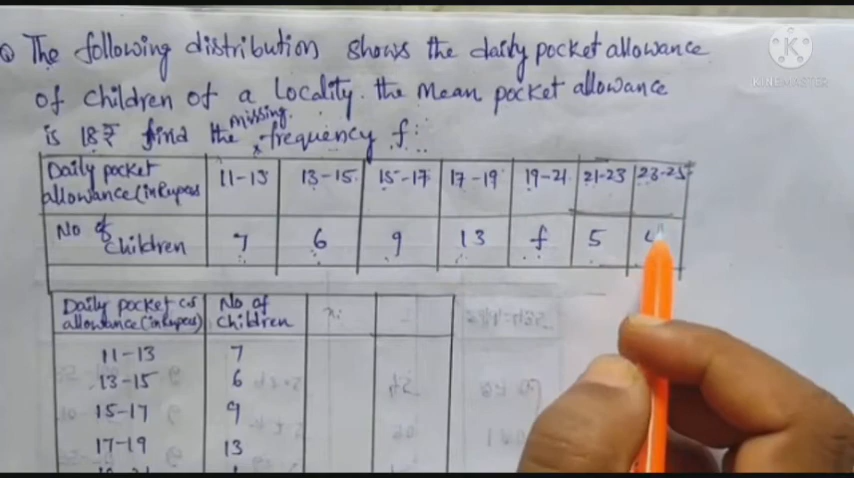 Q The following distribution shows the daily pocket allowance
of children of a Locality. the Mean pocket allowance
is 18₹ find the missing frequency f:
Daily pocket allowance (in Rupees 11-13 13-15 15-17 17-19 19-21 21-23 23-25
No of Children 7 6 9 13 f 5 4
Daily pocket allowance (in Rupees) No of Children xi
11-13 7
13-15 6
15-17 9
17-19 13
K
KINEMASTER